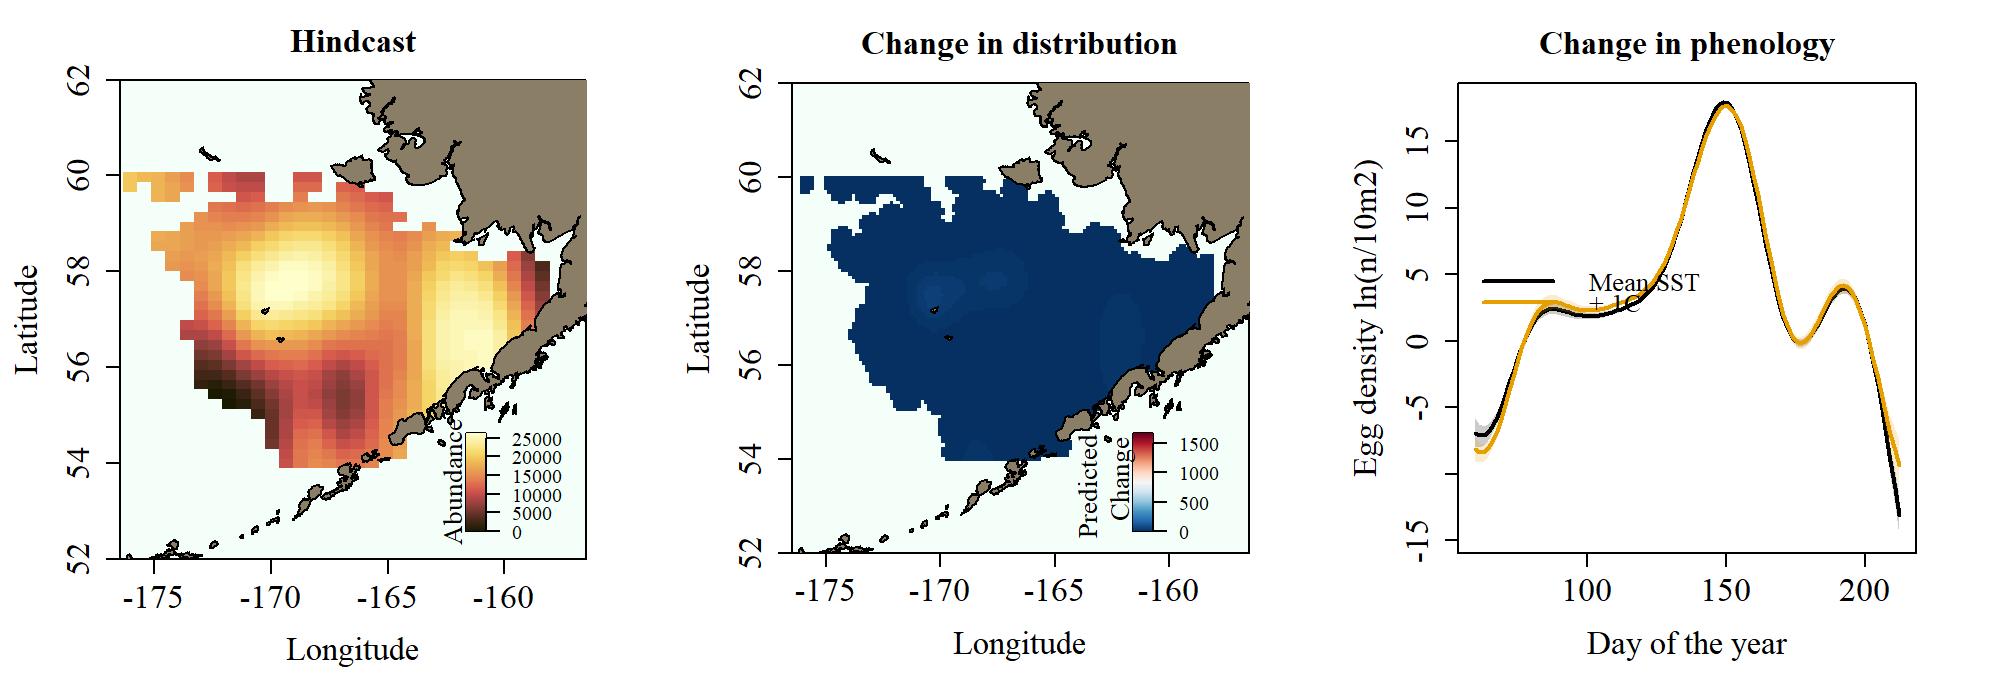 Hindcast
Latitude
62
60
58
56
54
52
Abundance
25000
20000
15000
10000
5000
0
-175
-170
-165
-160
Longitude
Change in distribution
Latitude
62
60
58
56
54
52
Predicted
Change
1500
1000
500
0
-175
-170
-165
-160
Longitude
Change in phenology
Egg density ln(n/10m2)
15
10
5
0
-5
-15
Mean SST
+ 1C
100
150
200
Day of the year